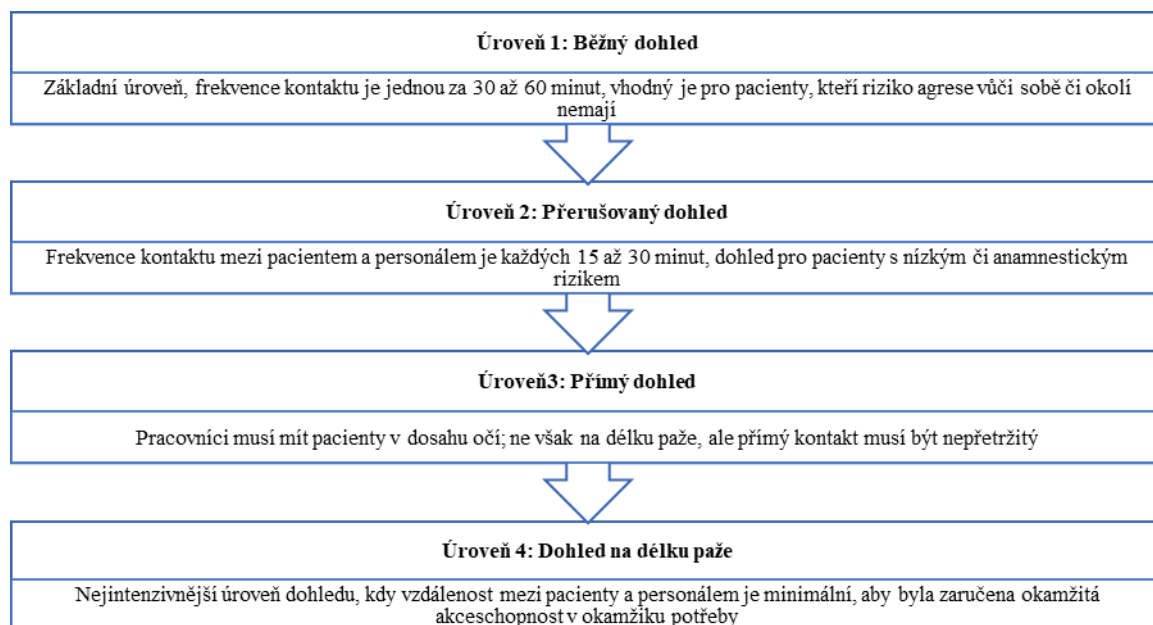 Úroveň 1: Běžný dohled
Základní úroveň, frekvence kontaktu je jednou za 30 až 60 minut, vhodný je pro pacienty, kteří riziko agrese vůči sobě či okolí
nemají
Úroveň 2: Přerušovaný dohled
Frekvence kontaktu mezi pacientem a personálem je každých 15 až 30 minut, dohled pro pacienty s nízkým či anamnestickým
rizikem
Úroveň3: Přímý dohled
Pracovníci musí mít pacienty v dosahu očí; ne však na délku paže, ale přímý kontakt musí být nepřetržitý
Úroveň 4: Dohled na délku paže
Nejintenzivnější úroveň dohledu, kdy vzdálenost mezi pacienty a personálem je minimální, aby byla zaručena okamžitá
akceschopnost v okamžiku potřeby